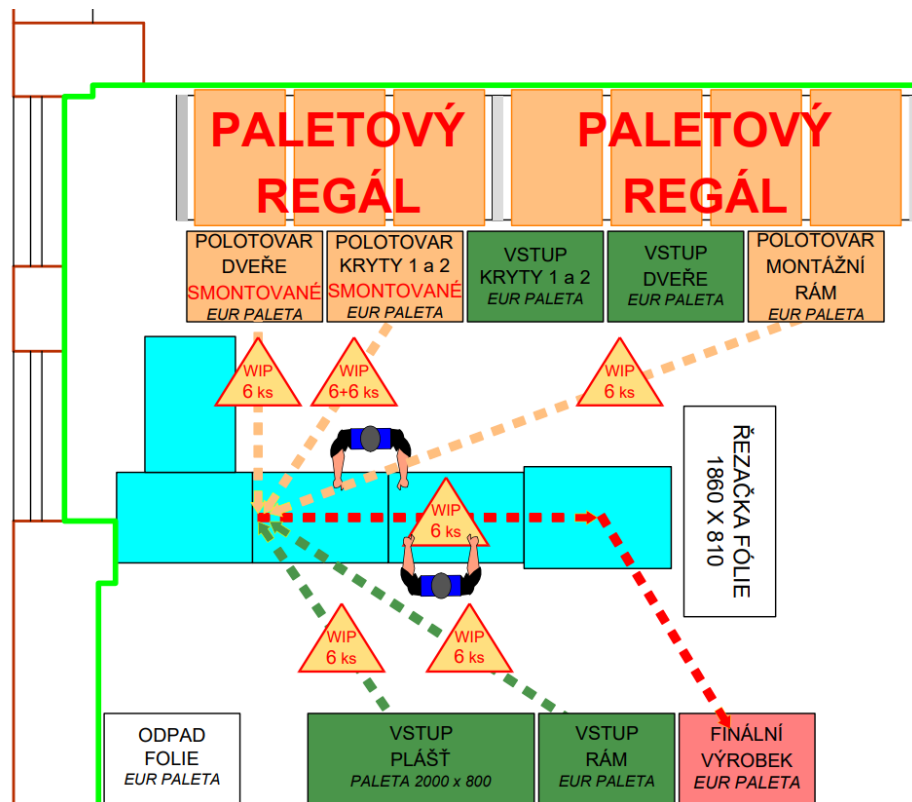 PALETOVÝ
REGÁL
PALETOVÝ
REGÁL
POLOTOVAR
DVEŘE
SMONTOVANÉ
EUR PALETA
POLOTOVAR
KRYTY 1 a 2
SMONTOVANÉ
EUR PALETA
VSTUP
KRYTY 1 a 2
EUR PALETA
VSTUP
DVEŘE
EUR PALETA
POLOTOVAR
MONTÁŽNÍ
RÁM
EUR PALETA
WIP
6 ks
WIP
6+6 ks
WIP
6 ks
ŘEZAČKA FÓLIE
1860 X 810
WIP
6 ks
WIP
6 ks
WIP
6 ks
ODPAD
FOLIE
EUR PALETA
VSTUP
PLÁŠŤ
PALETA 2000 x 800
VSTUP
RÁM
EUR PALETA
FINÁLNÍ
VÝROBEK
EUR PALETA